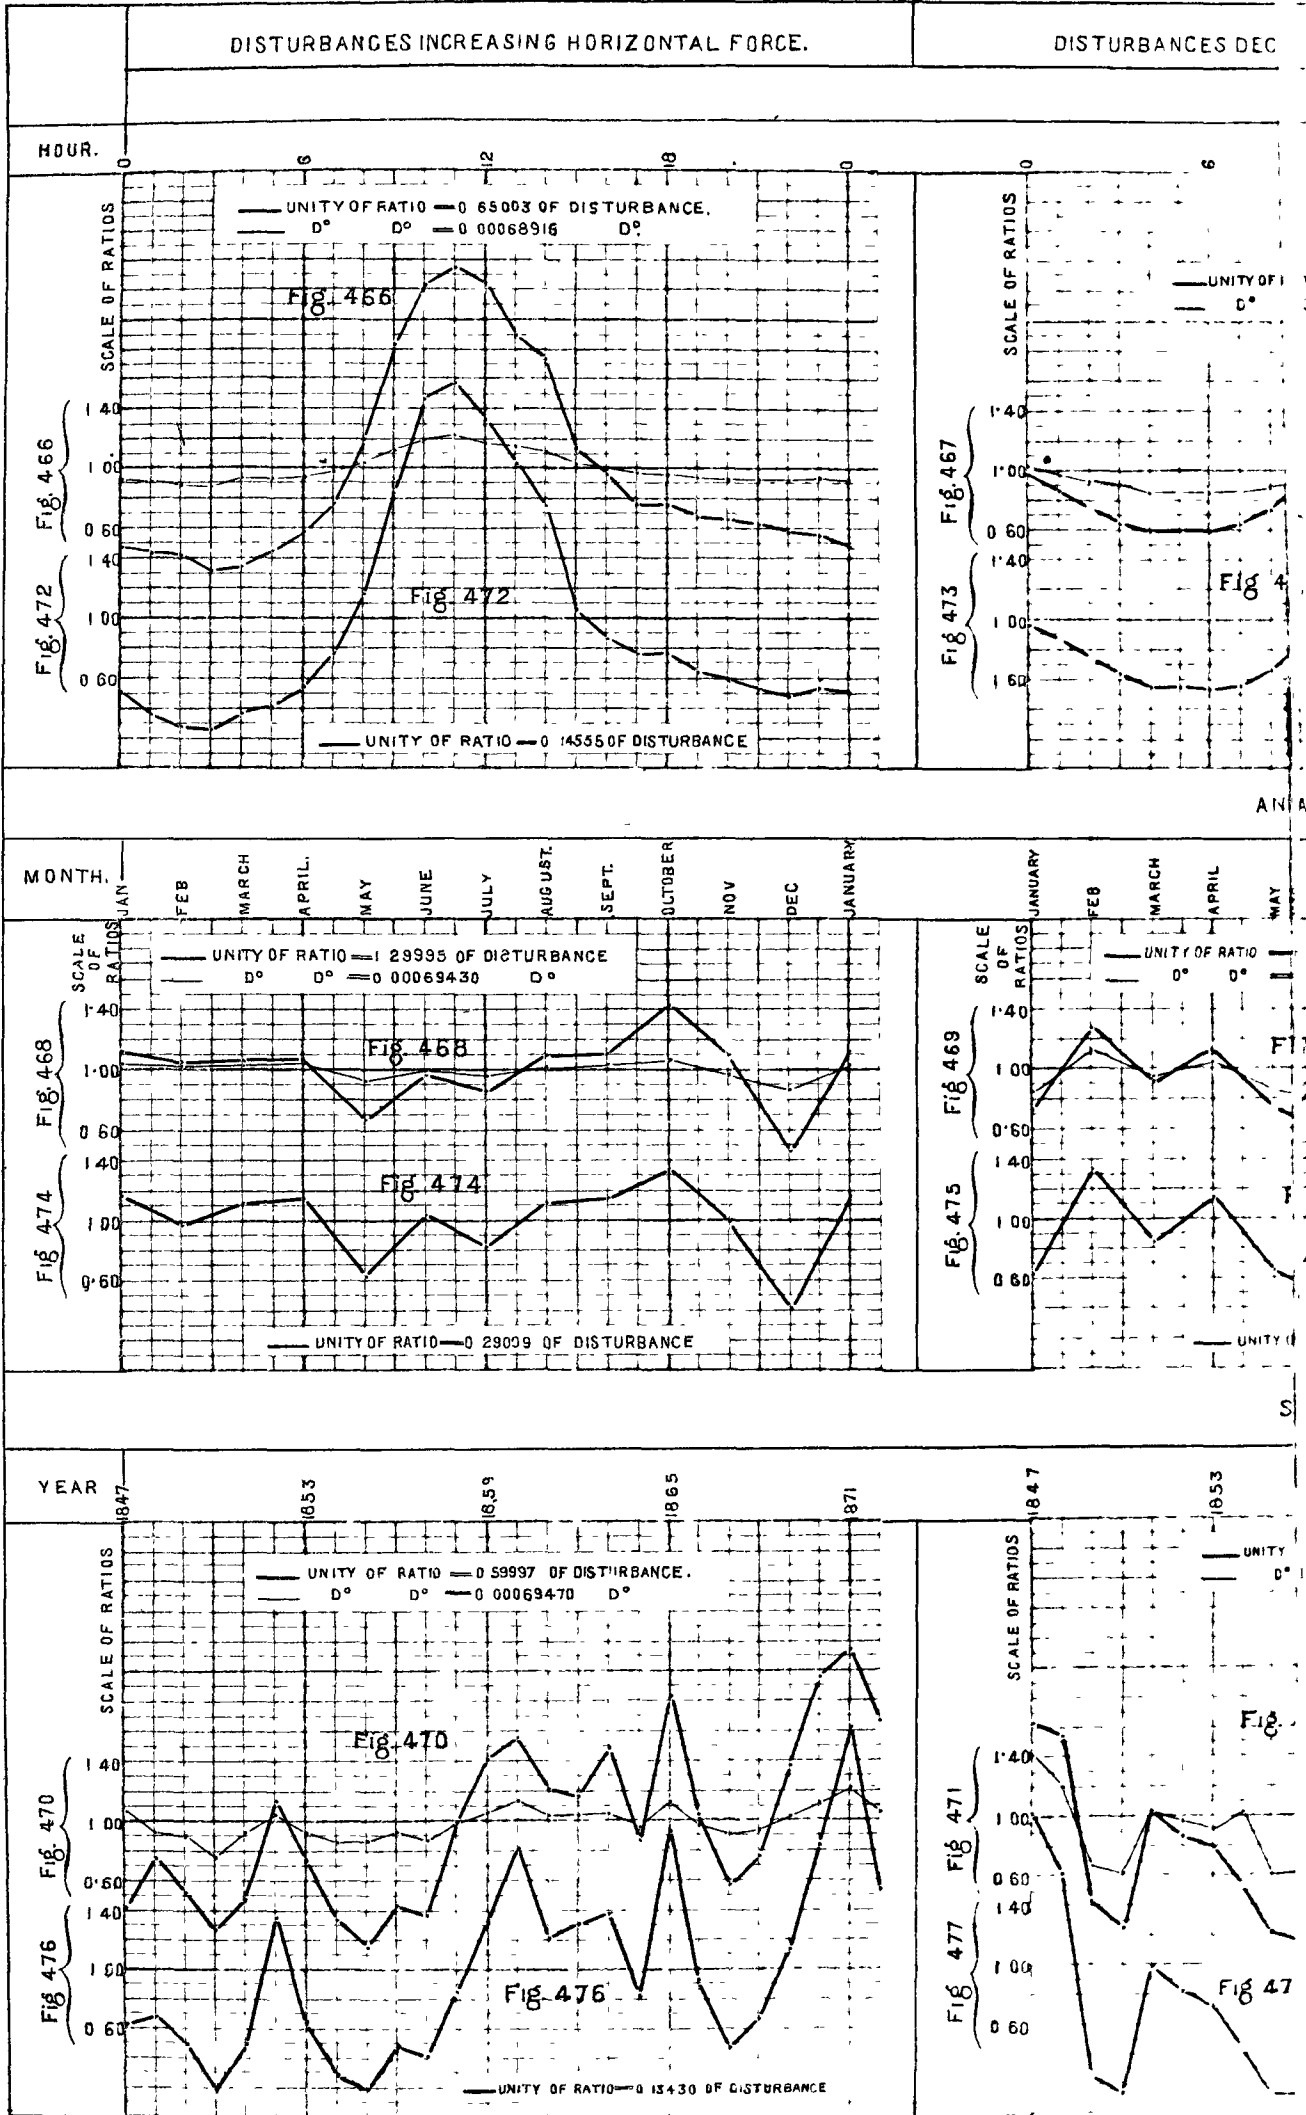 DISTURBANCES INCREASING HORIZONTAL FORCE.
DISTURBANCES DEC
HOUR.
0 6 12 18 0
0 6
SCALE OF RATIOS
UNITY OF RATIO = 0 65003 OF DISTURBANCE.
D° D° = 0 00068916 D°.
Fig. 466
Fig. 466
1 40
1 00
0 60
Fig. 472
1 40
1 00
0 60
Fig. 472
UNITY OF RATIO = 0 14555 OF DISTURBANCE
SCALE OF RATIOS
UNITY OF
D°
Fig. 467
1·40
1·00
0 60
Fig 473
1·40
1 00
1 60
Fig 4
AN A
MONTH.
JAN FEB MARCH APRIL. MAY JUNE JULY AUGUST. SEPT. OCTOBER NOV DEC JANUARY
JANUARY FEB MARCH APRIL MAY
SCALE OF RATIOS
UNITY OF RATIO = 1 29995 OF DISTURBANCE
D° D° = 0 00069430 D°
Fig. 468
1·40
1·00
0 60
Fig. 468
Fig 474
1 40
1 00
0·60
Fig. 474
UNITY OF RATIO = 0 29009 OF DISTURBANCE
SCALE OF RATIOS
UNITY OF RATIO
D° D° =
Fig 469
1·40
1 00
0·60
Fig. 475
1 40
1 00
0 60
UNITY
S
YEAR
1847 1853 1859 1865 1871
1847 1853
SCALE OF RATIOS
UNITY OF RATIO = 0 59997 OF DISTURBANCE.
D° D° = 0 00069470 D°
Fig. 470
Fig. 470
1 40
1 00
0·60
Fig 476
1 40
1 00
0 60
Fig 476
UNITY OF RATIO = 0 13430 OF DISTURBANCE
SCALE OF RATIOS
UNITY
D°
Fig.
Fig 471
1·40
1 00
0 60
Fig 477
1 40
1 00
0 60
Fig 47